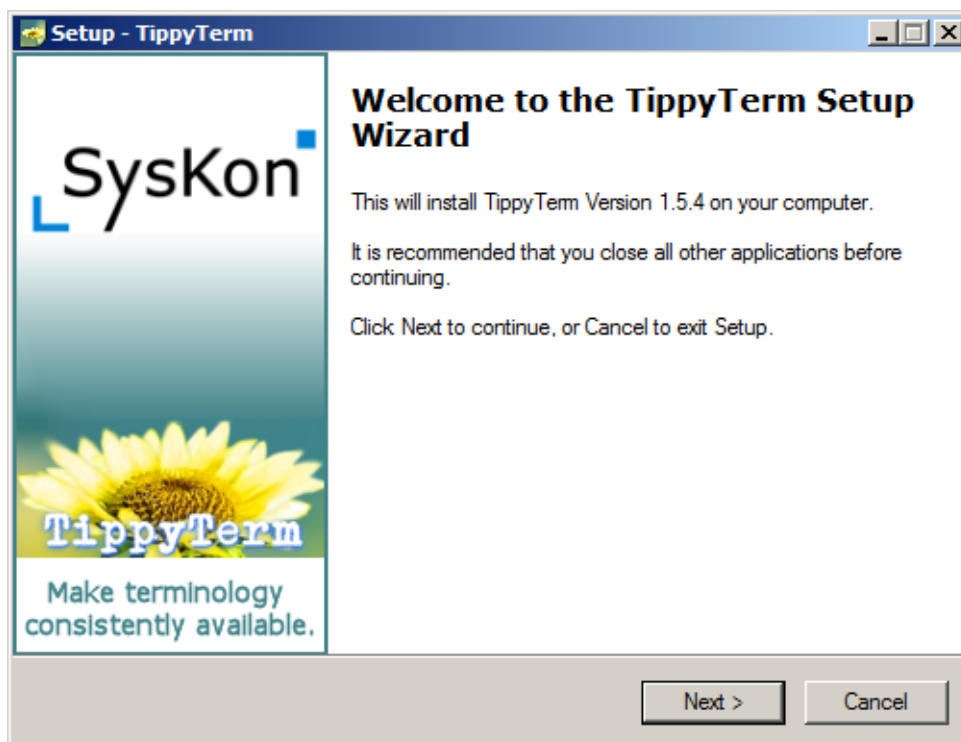 Setup - TippyTerm
SysKon
TippyTerm
Make terminology
consistently available.
Welcome to the TippyTerm Setup
Wizard
This will install TippyTerm Version 1.5.4 on your computer.
It is recommended that you close all other applications before
continuing.
Click Next to continue, or Cancel to exit Setup.
Next >
Cancel